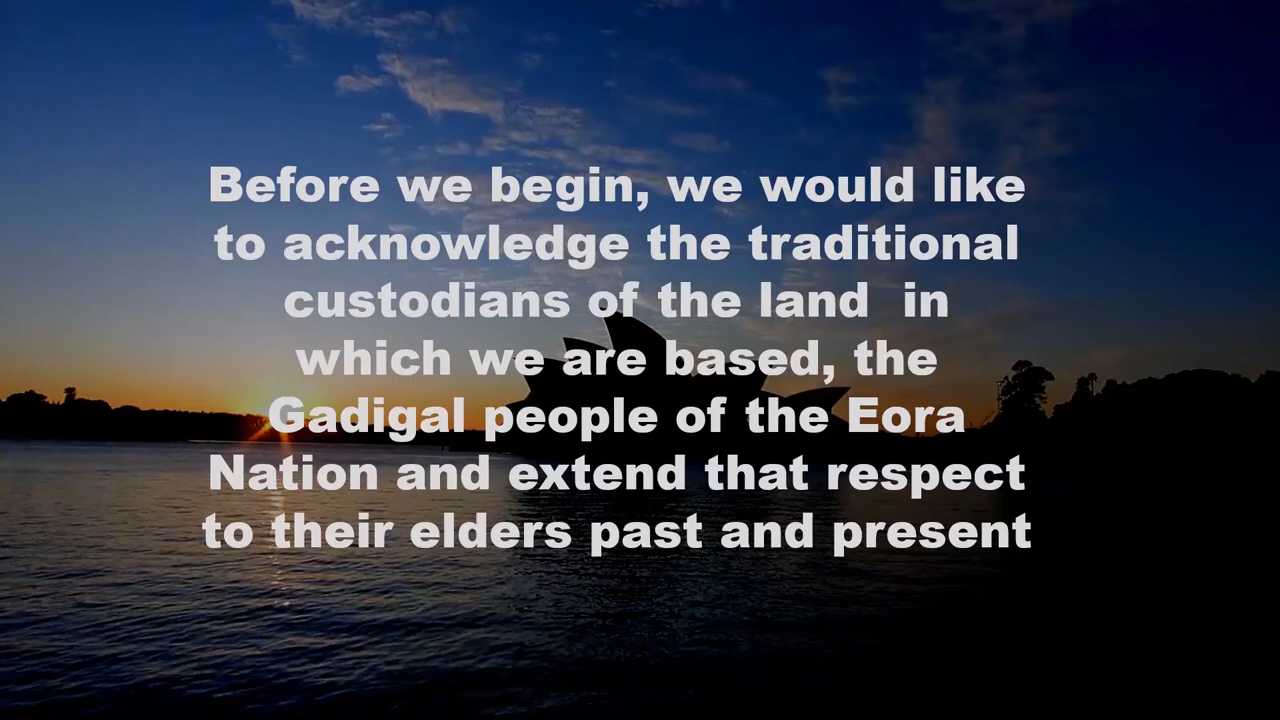 Before we begin, we would like
to acknowledge the traditional
custodians of the land  in
which we are based, the
Gadigal people of the Eora
Nation and extend that respect
to their elders past and present